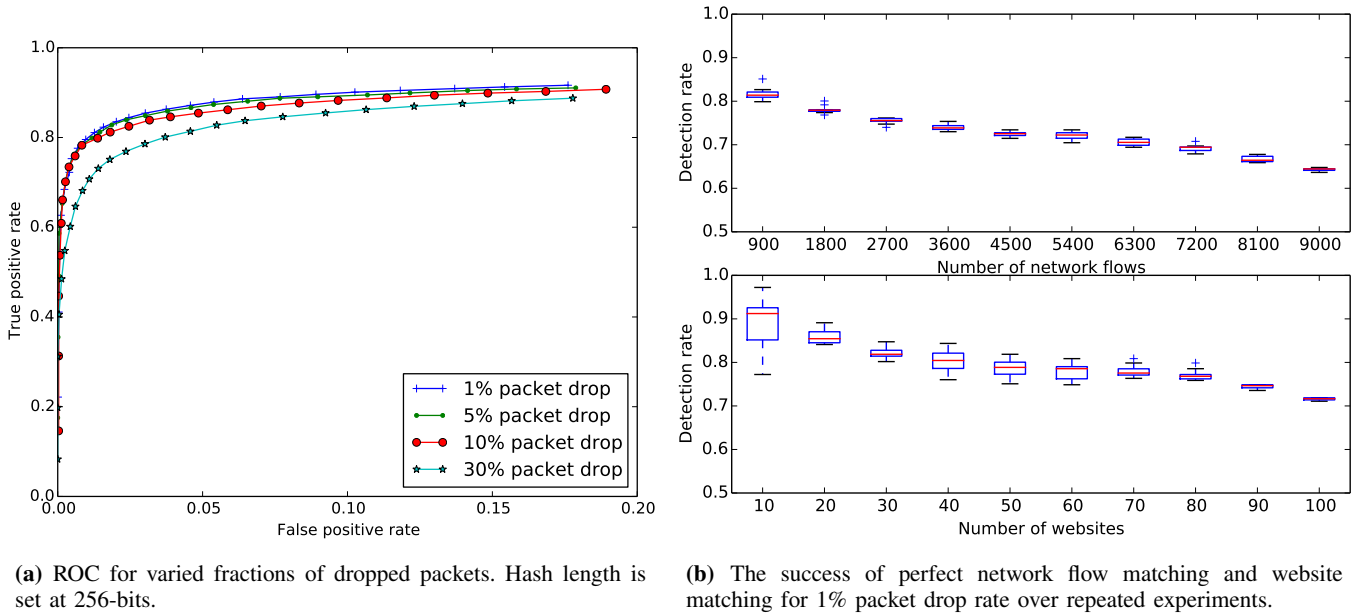 1.0
0.8
0.6
0.4
0.2
0.0
True positive rate
0.00 0.05 0.10 0.15 0.20
False positive rate
1% packet drop
5% packet drop
10% packet drop
30% packet drop
(a) ROC for varied fractions of dropped packets. Hash length is
set at 256-bits.
1.0
0.9
0.8
0.7
0.6
0.5
Detection rate
900 1800 2700 3600 4500 5400 6300 7200 8100 9000
Number of network flows
1.0
0.9
0.8
0.7
0.6
0.5
Detection rate
10 20 30 40 50 60 70 80 90 100
Number of websites
(b) The success of perfect network flow matching and website
matching for 1% packet drop rate over repeated experiments.